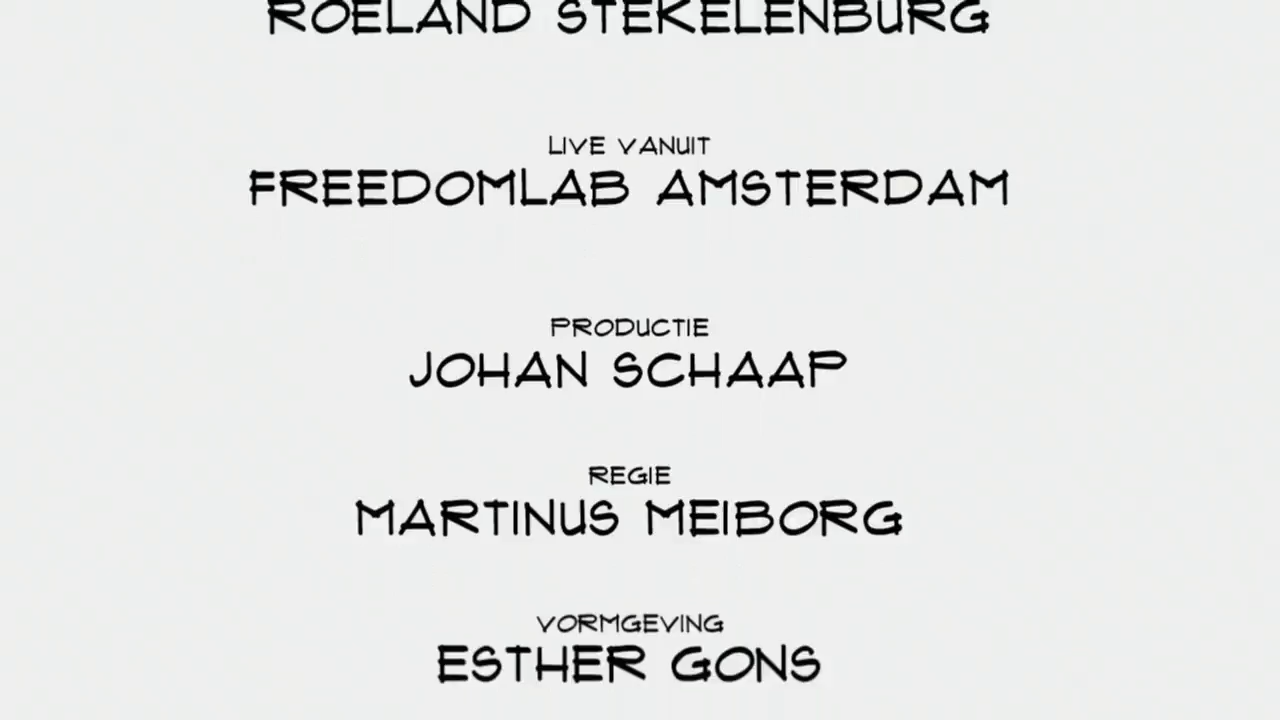 ROELAND STEKELENBURG
LIVE VANUIT
FREEDOMLAB AMSTERDAM
PRODUCTIE
JOHAN SCHAAP
REGIE
MARTINUS MEIBORG
VORMGEVING
ESTHER GONS